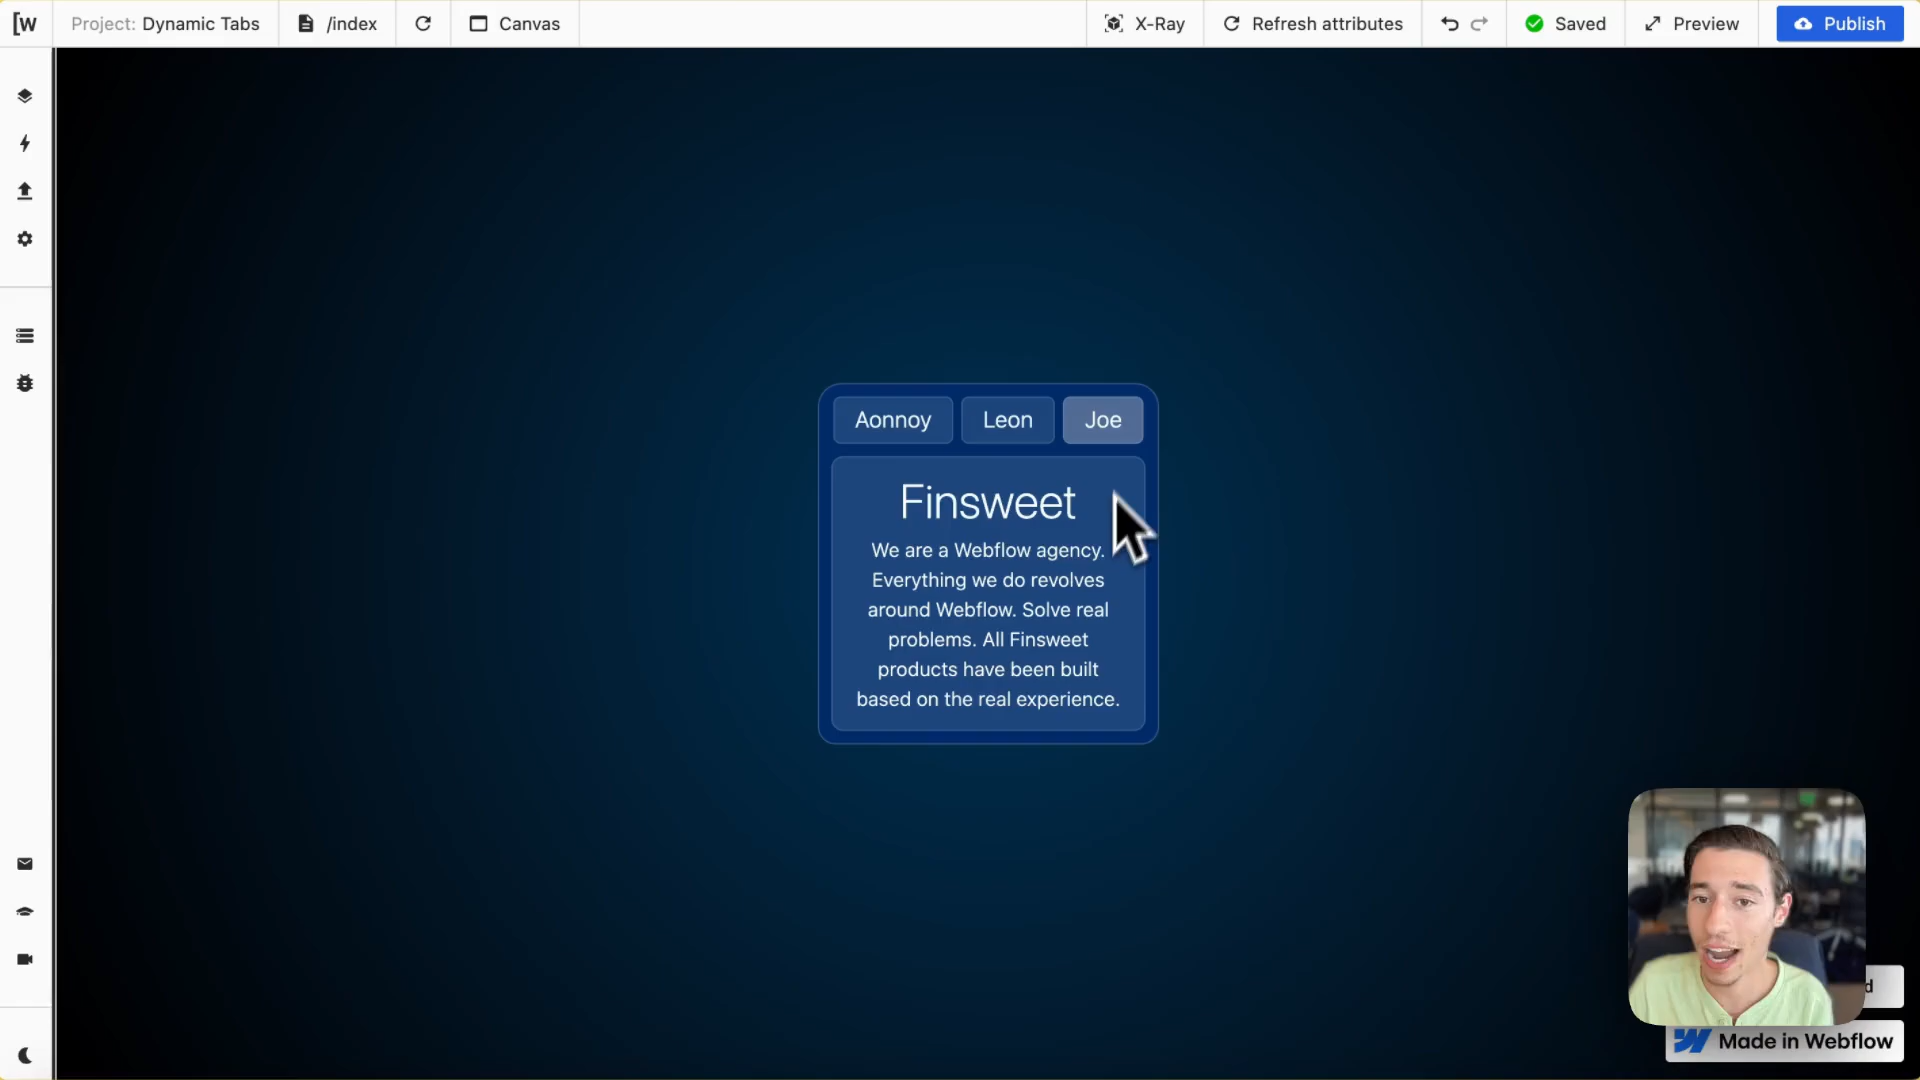 [w
Project: Dynamic Tabs
/index
Canvas
X-Ray
Refresh attributes
Saved
Preview
Publish
Aonnoy
Leon
Joe
Finsweet
We are a Webflow agency.
Everything we do revolves
around Webflow. Solve real
problems. All Finsweet
products have been built
based on the real experience.
d
Made in Webflow